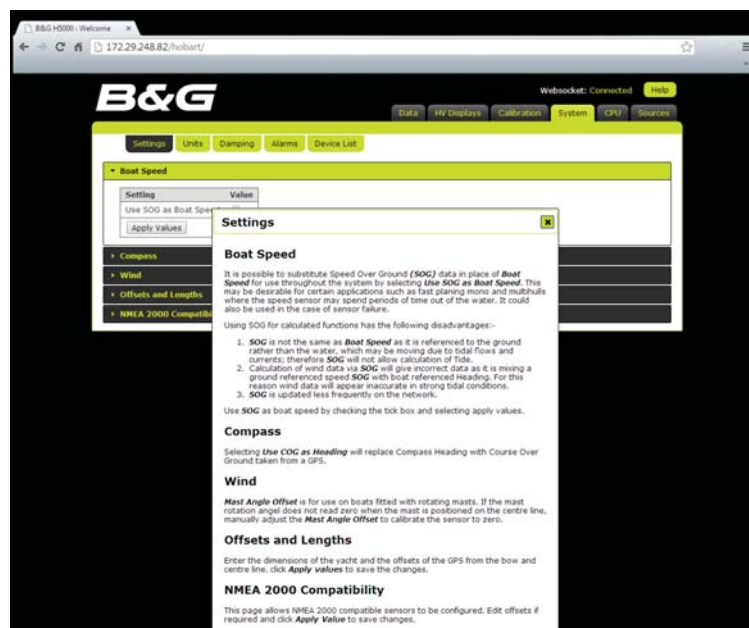 B&G H5000 : Welcome
172.29.248.82/hobart/
B&G
Websocket: Connected Help
Data HV Displays Calibration System CPU Sources
Settings Units Damping Alarms Device List
Boat Speed
Setting Value
Use SOG as Boat Speed
Apply Values
Compass
Wind
Offsets and Lengths
NMEA 2000 Compatibi
Settings
Boat Speed
It is possible to substitute Speed Over Ground (SOG) data in place of Boat
Speed for use throughout the system by selecting Use SOG as Boat Speed. This
may be desirable for certain applications such as fast planing mono and multihulls
where the speed sensor may spend periods of time out of the water. It could
also be used in the case of sensor failure.
Using SOG for calculated functions has the following disadvantages:-
1. SOG is not the same as Boat Speed as it is referenced to the ground
rather than the water, which may be moving due to tidal flows and
currents; therefore SOG will not allow calculation of Tide.
2. Calculation of wind data via SOG will give incorrect data as it is mixing a
ground referenced speed SOG with boat referenced Heading. For this
reason wind data will appear inaccurate in strong tidal conditions.
3. SOG is updated less frequently on the network.
Use SOG as boat speed by checking the tick box and selecting apply values.
Compass
Selecting Use COG as Heading will replace Compass Heading with Course Over
Ground taken from a GPS.
Wind
Mast Angle Offset is for use on boats fitted with rotating masts. If the mast
rotation angel does not read zero when the mast is positioned on the centre line,
manually adjust the Mast Angle Offset to calibrate the sensor to zero.
Offsets and Lengths
Enter the dimensions of the yacht and the offsets of the GPS from the bow and
centre line. click Apply values to save the changes.
NMEA 2000 Compatibility
This page allows NMEA 2000 compatible sensors to be configured. Edit offsets if
required and click Apply Value to save changes.